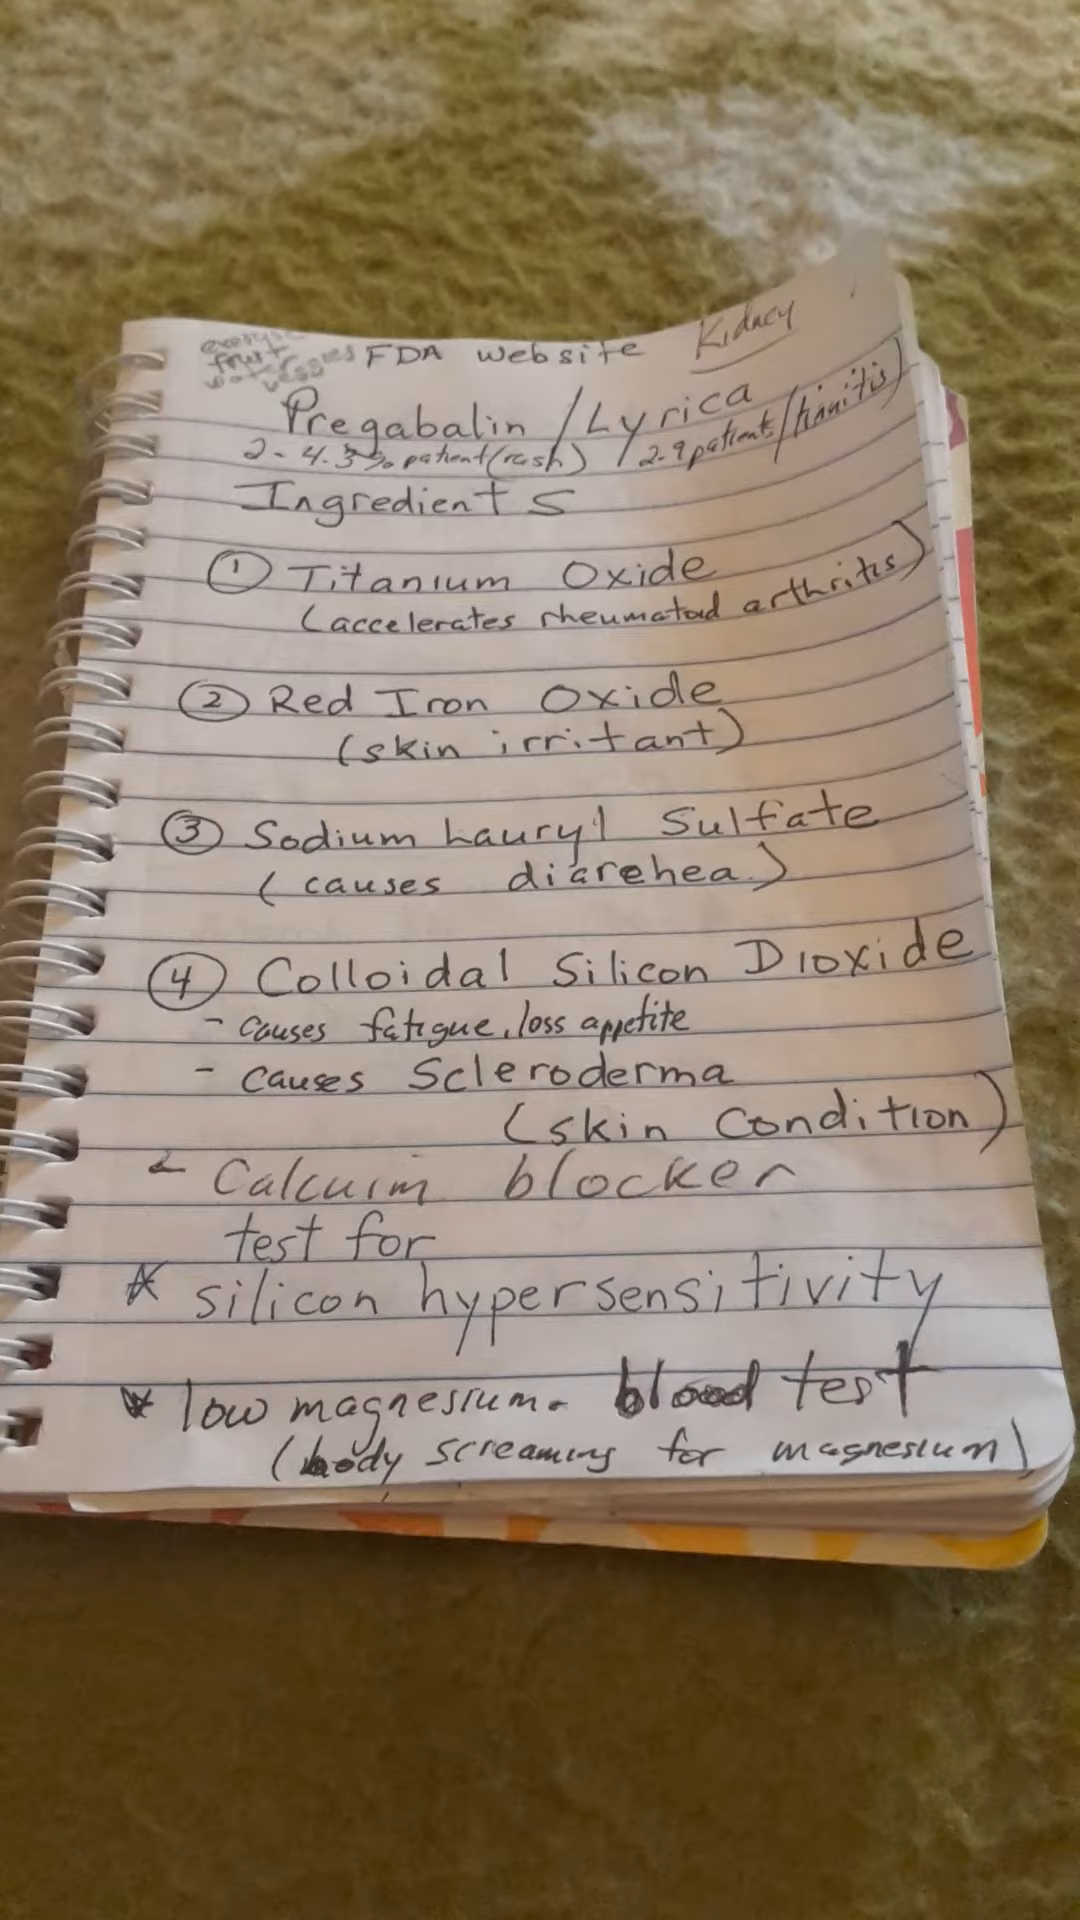 FDA website Kidney
Pregabalin / Lyrica
2-4.3% patient (rash) / 2.9 patients / tinnitis)
Ingredients
① Titanium Oxide
(accelerates rheumatoid arthritis)
② Red Iron Oxide
(skin irritant)
③ Sodium Lauryl Sulfate
(causes diarehea.)
④ Colloidal Silicon Dioxide
- causes fatigue, loss appetite
- causes Scleroderma
(skin condition)
- Calcuim blocker
test for
* silicon hypersensitivity
* low magnesium. blood test
(body screaming for magnesium)